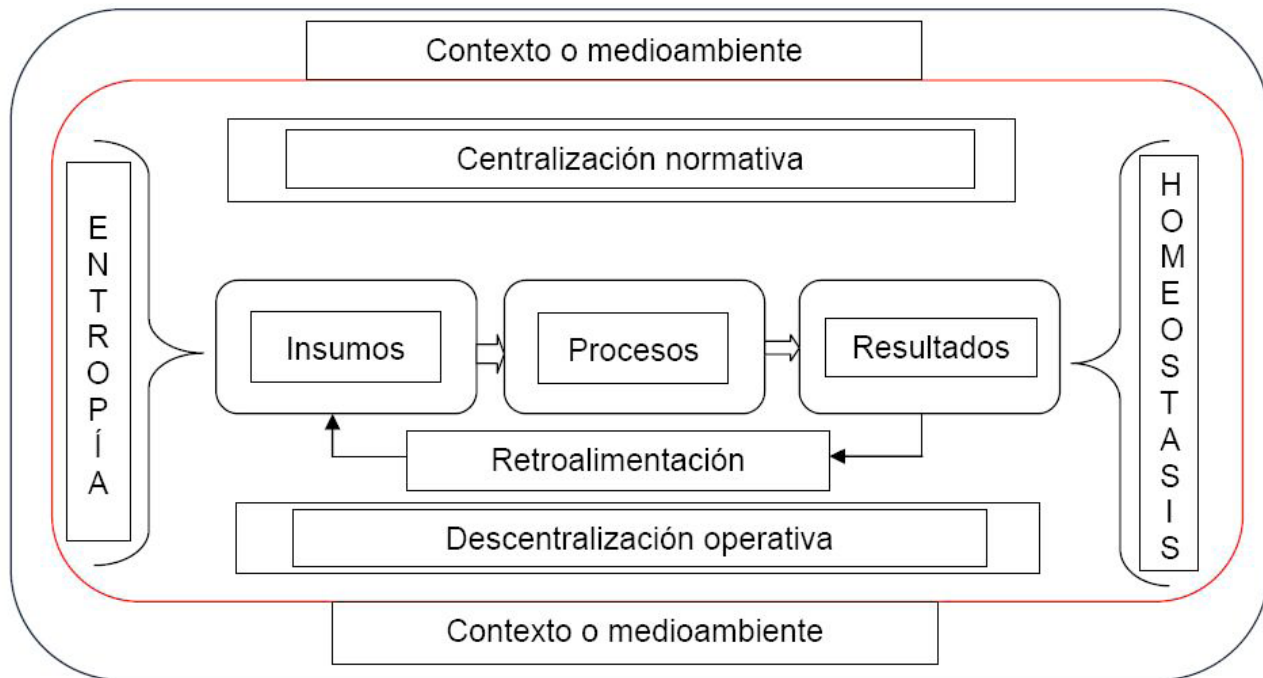 Contexto o medioambiente
Centralización normativa
ENTROPÍA
HOMEOSTASIS
Insumos
Procesos
Resultados
Retroalimentación
Descentralización operativa
Contexto o medioambiente